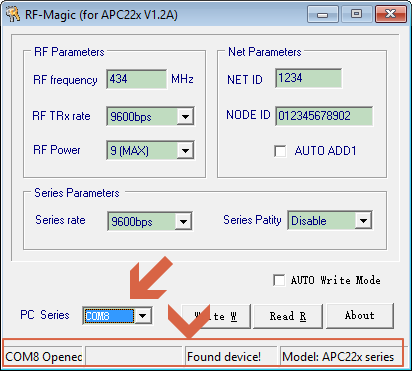 RF-Magic (for APC22x V1.2A)
RF Parameters
RF frequency 434 MHz
RF TRx rate 9600bps
RF Power 9 (MAX)
Net Parameters
NET ID 1234
NODE ID 012345678902
AUTO ADD1
Series Parameters
Series rate 9600bps Series Patity Disable
AUTO Write Mode
PC Series COM8 Write W Read R About
COM8 Openec Found device! Model: APC22x series